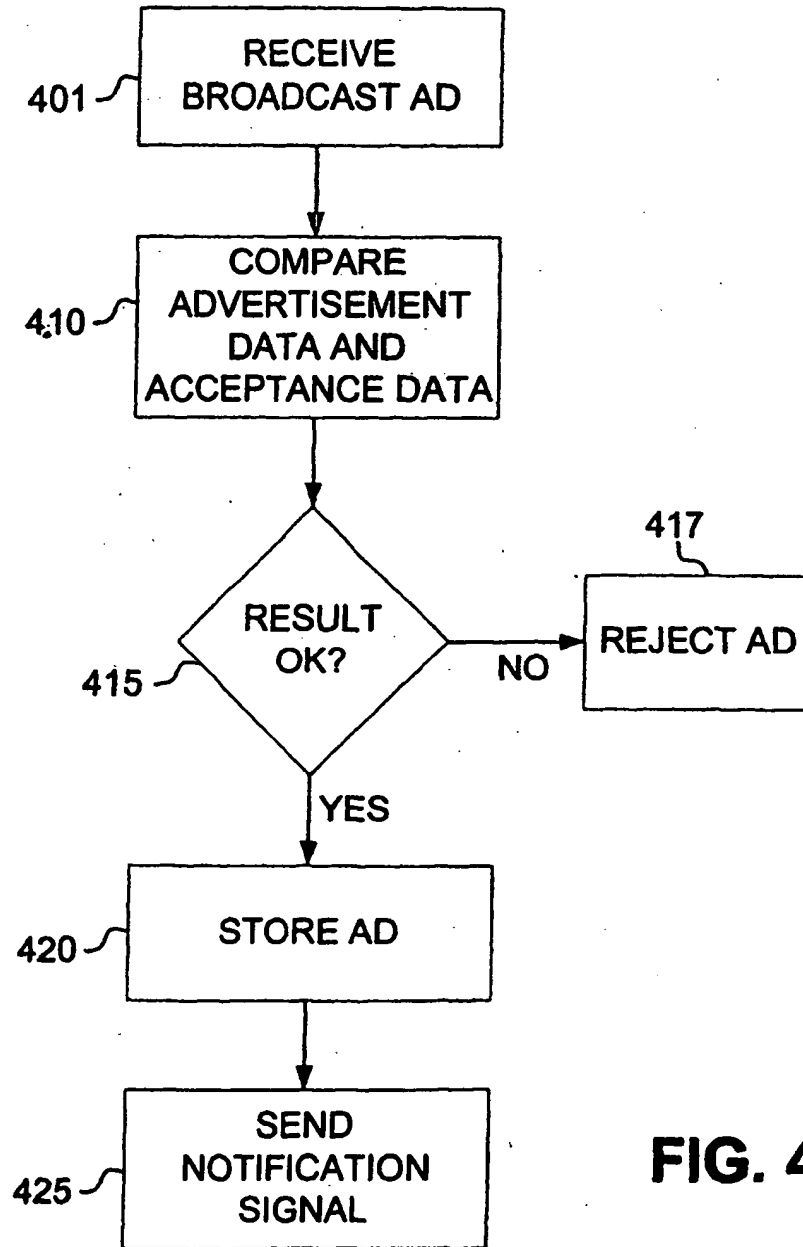 RECEIVE
BROADCAST AD
401
COMPARE
ADVERTISEMENT
DATA AND
ACCEPTANCE DATA
410
417
RESULT
OK?
415
NO
REJECT AD
YES
STORE AD
420
SEND
NOTIFICATION
SIGNAL
425
FIG. 4